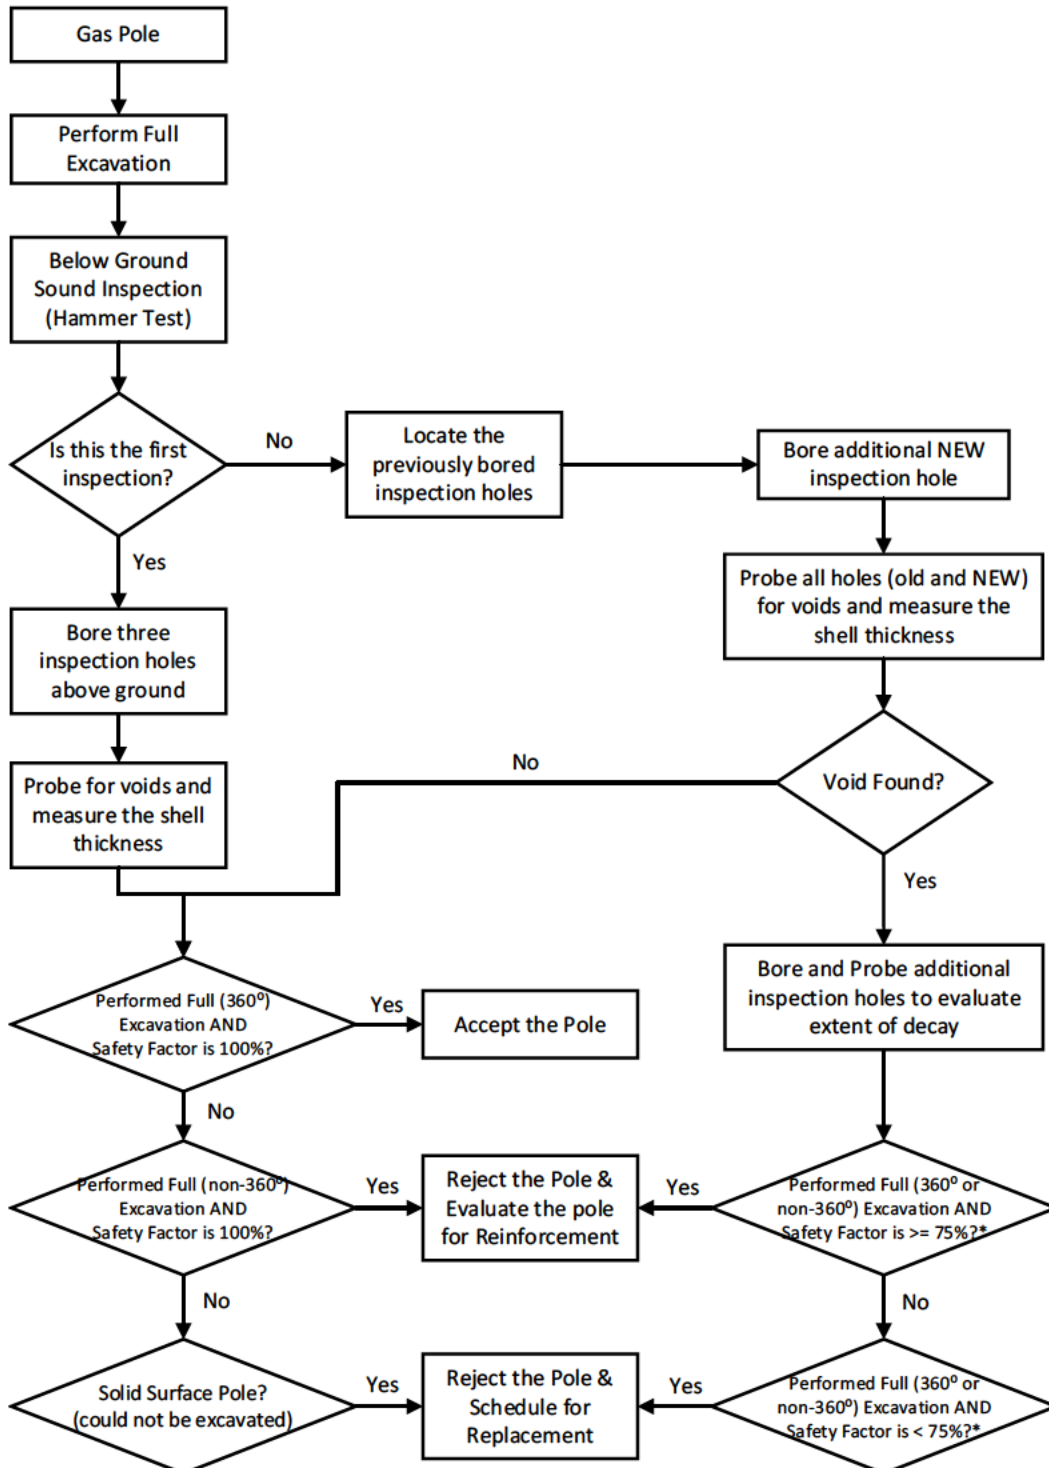 Gas Pole
Perform Full
Excavation
Below Ground
Sound Inspection
(Hammer Test)
Is this the first
inspection?
No
Locate the
previously bored
inspection holes
Bore additional NEW
inspection hole
Yes
Probe all holes (old and NEW)
for voids and measure the
shell thickness
Bore three
inspection holes
above ground
Probe for voids and
measure the shell
thickness
No
Void Found?
Yes
Performed Full (360⁰)
Excavation AND
Safety Factor is 100%?
Yes
Accept the Pole
Bore and Probe additional
inspection holes to evaluate
extent of decay
No
Performed Full (non-360⁰)
Excavation AND
Safety Factor is 100%?
Yes
Reject the Pole &
Evaluate the pole
for Reinforcement
Yes
Performed Full (360⁰ or
non-360⁰) Excavation AND
Safety Factor is >= 75%?*
No
No
Solid Surface Pole?
(could not be excavated)
Yes
Reject the Pole &
Schedule for
Replacement
Yes
Performed Full (360⁰ or
non-360⁰) Excavation AND
Safety Factor is < 75%?*